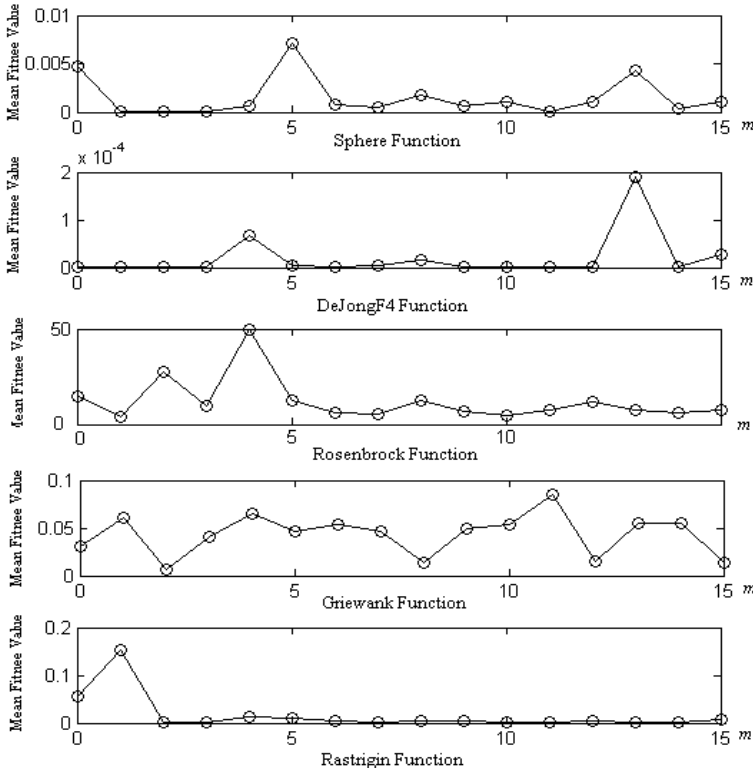 0.01
0.005
0
Mean Fitnee Value
0 5 10 15 m
Sphere Function
x 10^-4
2
1
0
Mean Fitnee Value
0 5 10 15 m
DeJongF4 Function
50
0
Mean Fitnee Value
0 5 10 15 m
Rosenbrock Function
0.1
0.05
0
Mean Fitnee Value
0 5 10 15 m
Griewank Function
0.2
0.1
0
Mean Fitnee Value
0 5 10 15 m
Rastrigin Function